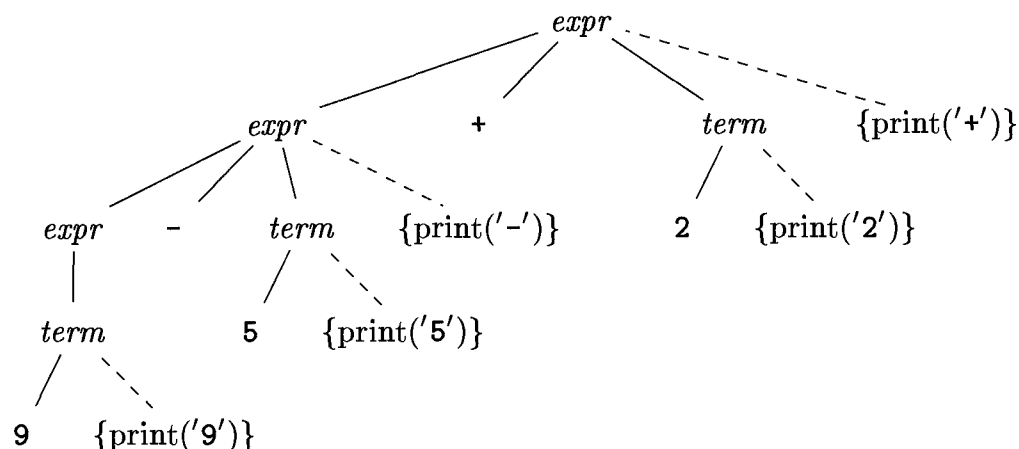 expr
expr + term {print('+')}
expr - term {print('-')} 2 {print('2')}
term 5 {print('5')}
9 {print('9')}